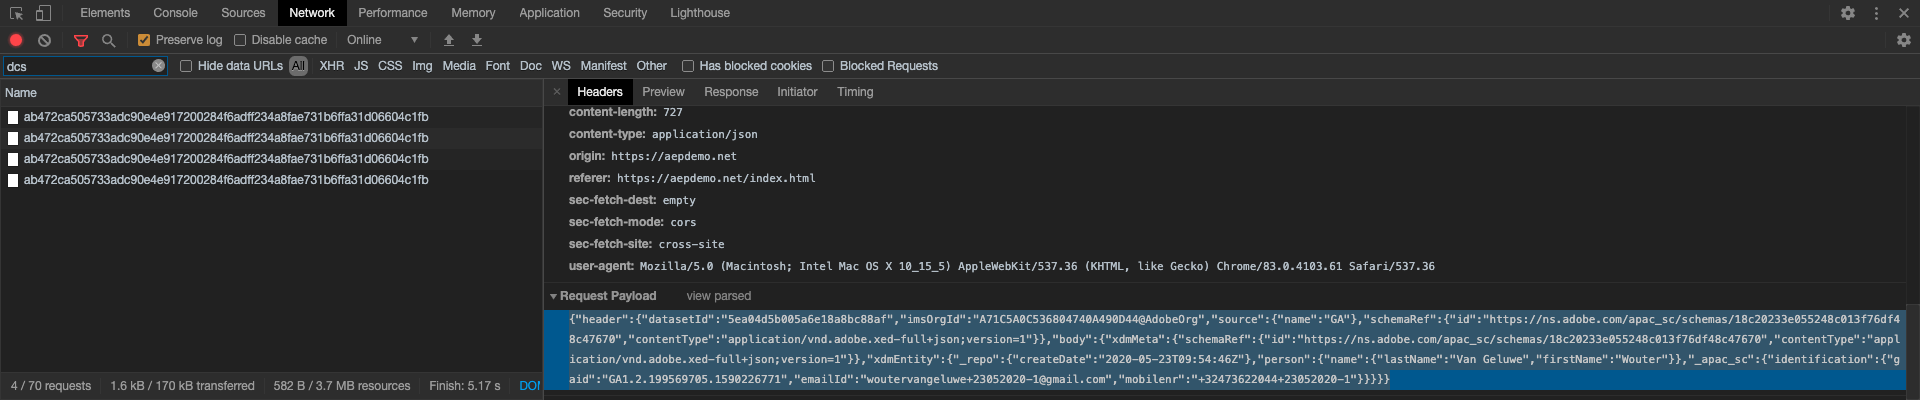 Elements Console Sources Network Performance Memory Application Security Lighthouse
Preserve log Disable cache Online
dcs Hide data URLs All XHR JS CSS Img Media Font Doc WS Manifest Other Has blocked cookies Blocked Requests
Name
ab472ca505733adc90e4e917200284f6adff234a8fae731b6ffa31d06604c1fb
ab472ca505733adc90e4e917200284f6adff234a8fae731b6ffa31d06604c1fb
ab472ca505733adc90e4e917200284f6adff234a8fae731b6ffa31d06604c1fb
ab472ca505733adc90e4e917200284f6adff234a8fae731b6ffa31d06604c1fb
4 / 70 requests 1.6 kB / 170 kB transferred 582 B / 3.7 MB resources Finish: 5.17 s
Headers Preview Response Initiator Timing
content-length: 727
content-type: application/json
origin: https://aepdemo.net
referer: https://aepdemo.net/index.html
sec-fetch-dest: empty
sec-fetch-mode: cors
sec-fetch-site: cross-site
user-agent: Mozilla/5.0 (Macintosh; Intel Mac OS X 10_15_5) AppleWebKit/537.36 (KHTML, like Gecko) Chrome/83.0.4103.61 Safari/537.36
Request Payload view parsed
{"header":{"datasetId":"5ea04d5b005a6e18a8bc88af","imsOrgId":"A71C5A0C536804740A490D44@AdobeOrg","source":{"name":"GA"},"schemaRef":{"id":"https://ns.adobe.com/apac_sc/schemas/18c20233e055248c013f76df4
8c47670","contentType":"application/vnd.adobe.xed-full+json;version=1"}},"body":{"xdmMeta":{"schemaRef":{"id":"https://ns.adobe.com/apac_sc/schemas/18c20233e055248c013f76df48c47670","contentType":"appl
ication/vnd.adobe.xed-full+json;version=1"}},"xdmEntity":{"_repo":{"createDate":"2020-05-23T09:54:46Z"},"person":{"name":{"lastName":"Van Geluwe","firstName":"Wouter"}},"_apac_sc":{"identification":{"g
aid":"GA1.2.199569705.1590226771","emailId":"woutervangeluwe+23052020-1@gmail.com","mobilenr":"+32473622044+23052020-1"}}}}}